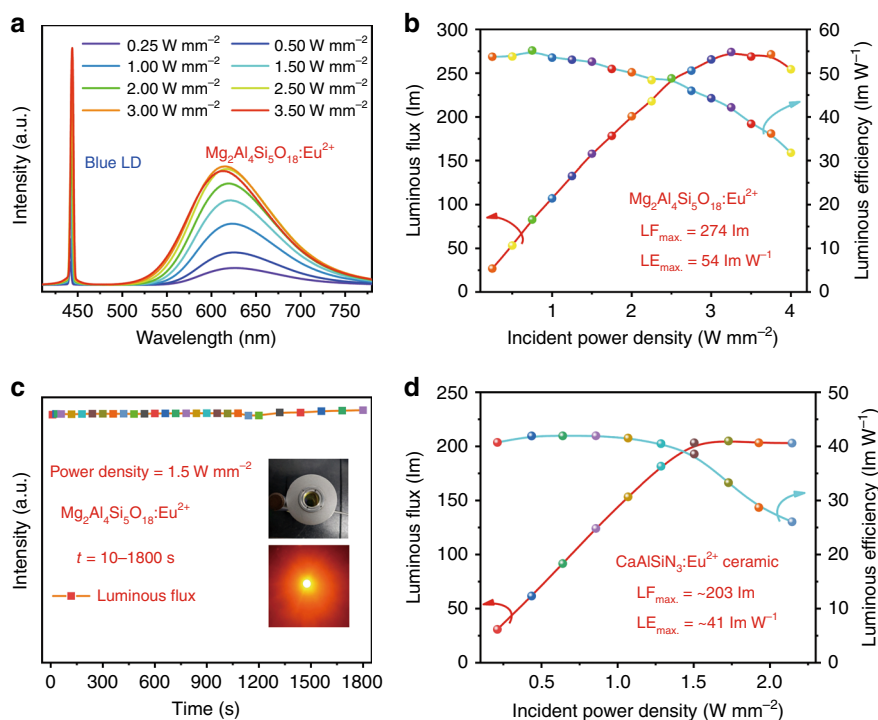 a
0.25 W mm⁻²
0.50 W mm⁻²
1.00 W mm⁻²
1.50 W mm⁻²
2.00 W mm⁻²
2.50 W mm⁻²
3.00 W mm⁻²
3.50 W mm⁻²
Intensity (a.u.)
Blue LD
Mg₂Al₄Si₅O₁₈:Eu²⁺
450 500 550 600 650 700 750
Wavelength (nm)
b
300
250
200
150
100
50
0
Luminous flux (lm)
60
50
40
30
20
10
0
Luminous efficiency (lm W⁻¹)
Mg₂Al₄Si₅O₁₈:Eu²⁺
LFmax. = 274 lm
LEmax. = 54 lm W⁻¹
1 2 3 4
Incident power density (W mm⁻²)
c
Intensity (a.u.)
Power density = 1.5 W mm⁻²
Mg₂Al₄Si₅O₁₈:Eu²⁺
t = 10–1800 s
Luminous flux
0 300 600 900 1200 1500 1800
Time (s)
d
250
200
150
100
50
0
Luminous flux (lm)
50
40
30
20
10
0
Luminous efficiency (lm W⁻¹)
CaAlSiN₃:Eu²⁺ ceramic
LFmax. = ~203 lm
LEmax. = ~41 lm W⁻¹
0.5 1.0 1.5 2.0
Incident power density (W mm⁻²)